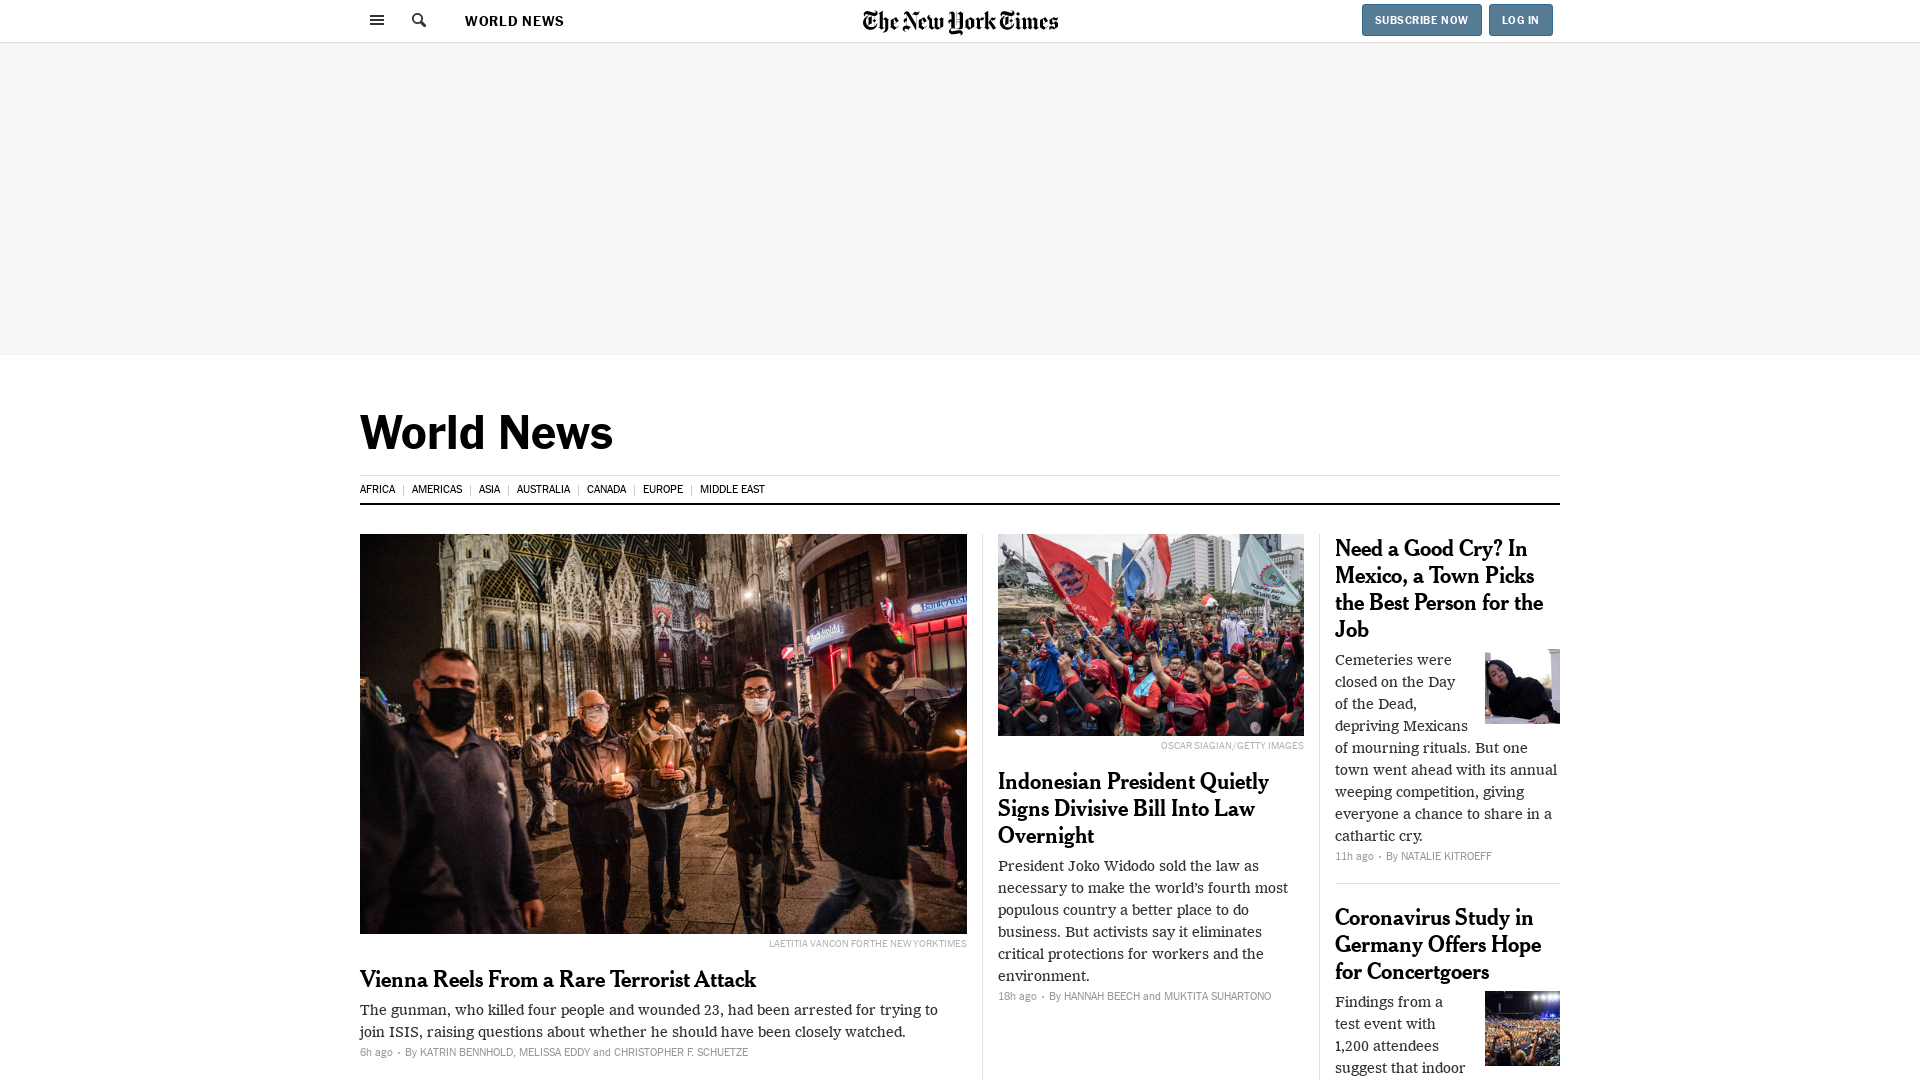 WORLD NEWS
The New York Times
SUBSCRIBE NOW
LOG IN
World News
AFRICA
AMERICAS
ASIA
AUSTRALIA
CANADA
EUROPE
MIDDLE EAST
LAETITIA VANCON FOR THE NEW YORK TIMES
Vienna Reels From a Rare Terrorist Attack
The gunman, who killed four people and wounded 23, had been arrested for trying to
join ISIS, raising questions about whether he should have been closely watched.
6h ago • By KATRIN BENNHOLD, MELISSA EDDY and CHRISTOPHER F. SCHUETZE
OSCAR SIAGIAN/GETTY IMAGES
Indonesian President Quietly
Signs Divisive Bill Into Law
Overnight
President Joko Widodo sold the law as
necessary to make the world’s fourth most
populous country a better place to do
business. But activists say it eliminates
critical protections for workers and the
environment.
18h ago • By HANNAH BEECH and MUKTITA SUHARTONO
Need a Good Cry? In
Mexico, a Town Picks
the Best Person for the
Job
Cemeteries were
closed on the Day
of the Dead,
depriving Mexicans
of mourning rituals. But one
town went ahead with its annual
weeping competition, giving
everyone a chance to share in a
cathartic cry.
11h ago • By NATALIE KITROEFF
Coronavirus Study in
Germany Offers Hope
for Concertgoers
Findings from a
test event with
1,200 attendees
suggest that indoor